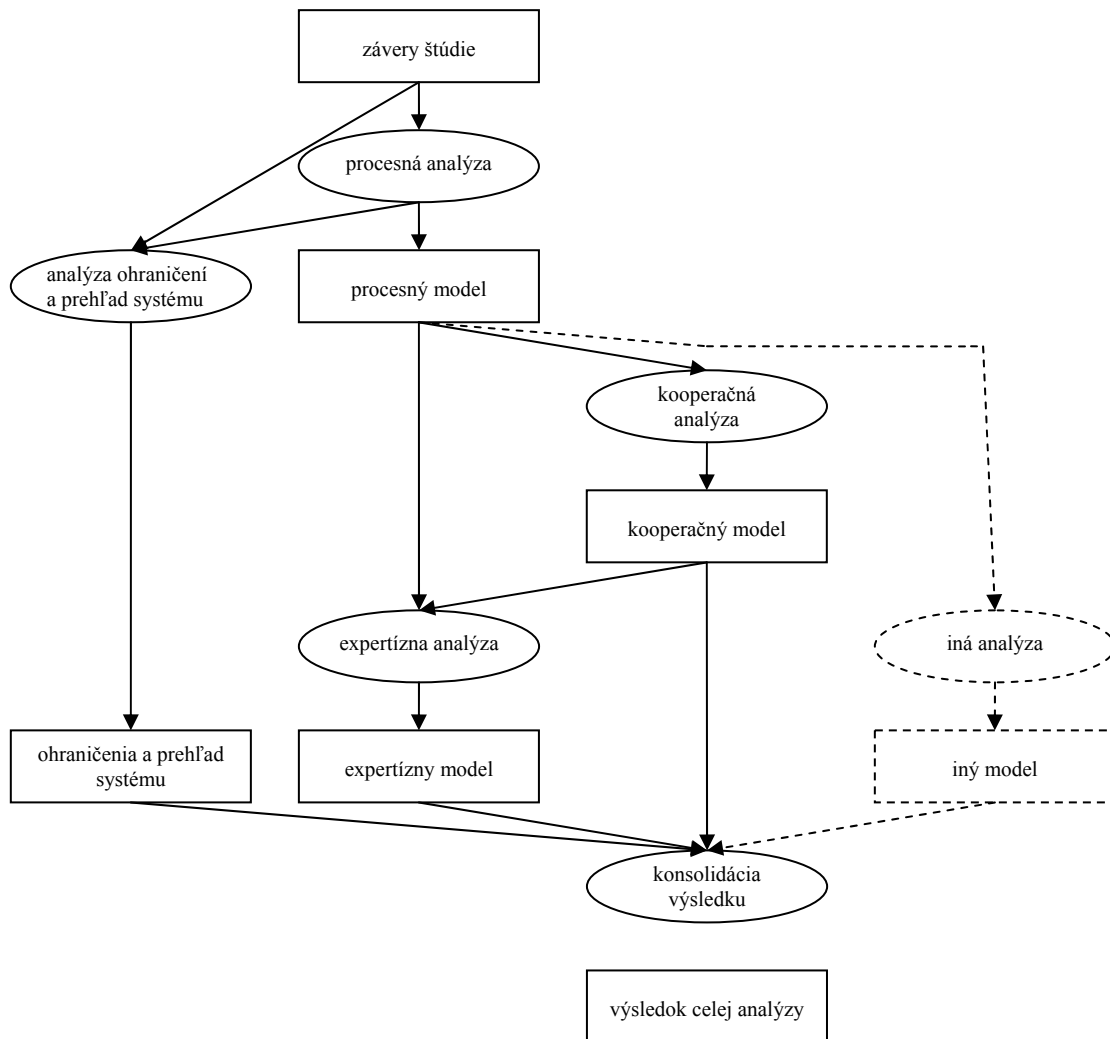 závery štúdie
procesná analýza
analýza ohraničení
a prehľad systému
procesný model
kooperačná
analýza
kooperačný model
expertízna analýza
iná analýza
ohraničenia a prehľad
systému
expertízny model
iný model
konsolidácia
výsledku
výsledok celej analýzy